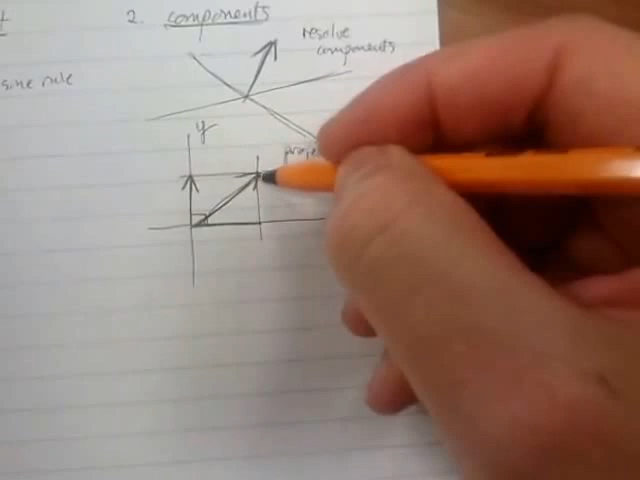 2. components
sine rule
resolve
components
y